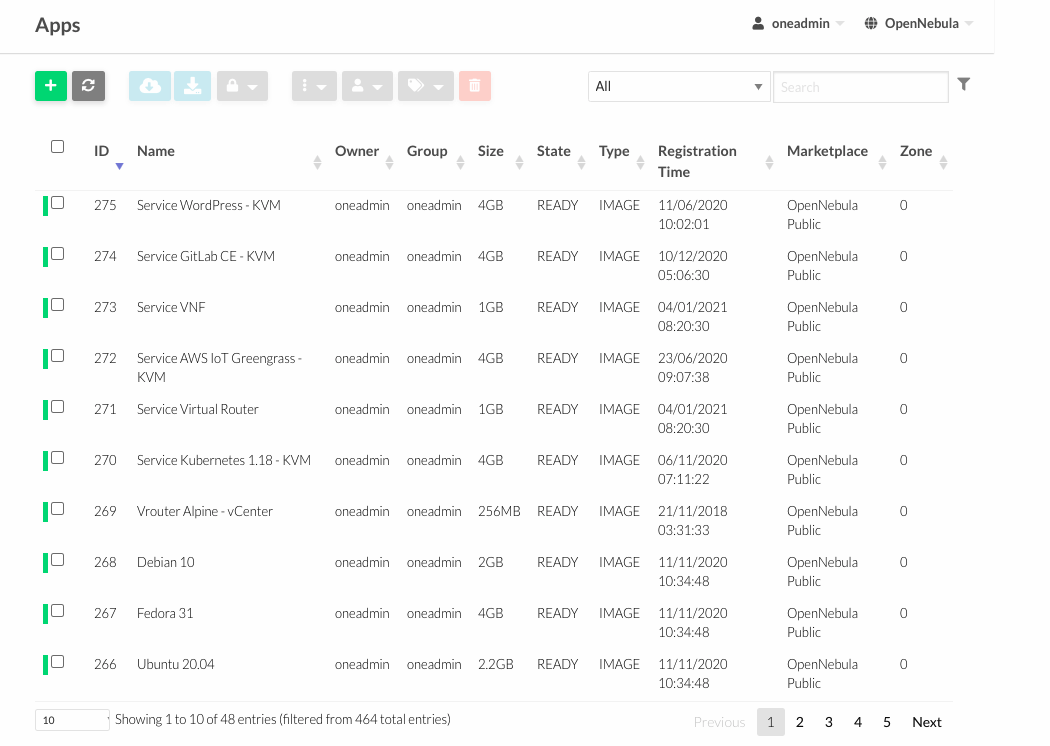 Apps
oneadmin
OpenNebula
All
Search
ID Name Owner Group Size State Type Registration Time Marketplace Zone
275 Service WordPress - KVM oneadmin oneadmin 4GB READY IMAGE 11/06/2020 OpenNebula 0
10:02:01 Public
274 Service GitLab CE - KVM oneadmin oneadmin 4GB READY IMAGE 10/12/2020 OpenNebula 0
05:06:30 Public
273 Service VNF oneadmin oneadmin 1GB READY IMAGE 04/01/2021 OpenNebula 0
08:20:30 Public
272 Service AWS IoT Greengrass - oneadmin oneadmin 4GB READY IMAGE 23/06/2020 OpenNebula 0
KVM 09:07:38 Public
271 Service Virtual Router oneadmin oneadmin 1GB READY IMAGE 04/01/2021 OpenNebula 0
08:20:30 Public
270 Service Kubernetes 1.18 - KVM oneadmin oneadmin 4GB READY IMAGE 06/11/2020 OpenNebula 0
07:11:22 Public
269 Vrouter Alpine - vCenter oneadmin oneadmin 256MB READY IMAGE 21/11/2018 OpenNebula 0
03:31:33 Public
268 Debian 10 oneadmin oneadmin 2GB READY IMAGE 11/11/2020 OpenNebula 0
10:34:48 Public
267 Fedora 31 oneadmin oneadmin 4GB READY IMAGE 11/11/2020 OpenNebula 0
10:34:48 Public
266 Ubuntu 20.04 oneadmin oneadmin 2.2GB READY IMAGE 11/11/2020 OpenNebula 0
10:34:48 Public
10 Showing 1 to 10 of 48 entries (filtered from 464 total entries)
Previous 1 2 3 4 5 Next